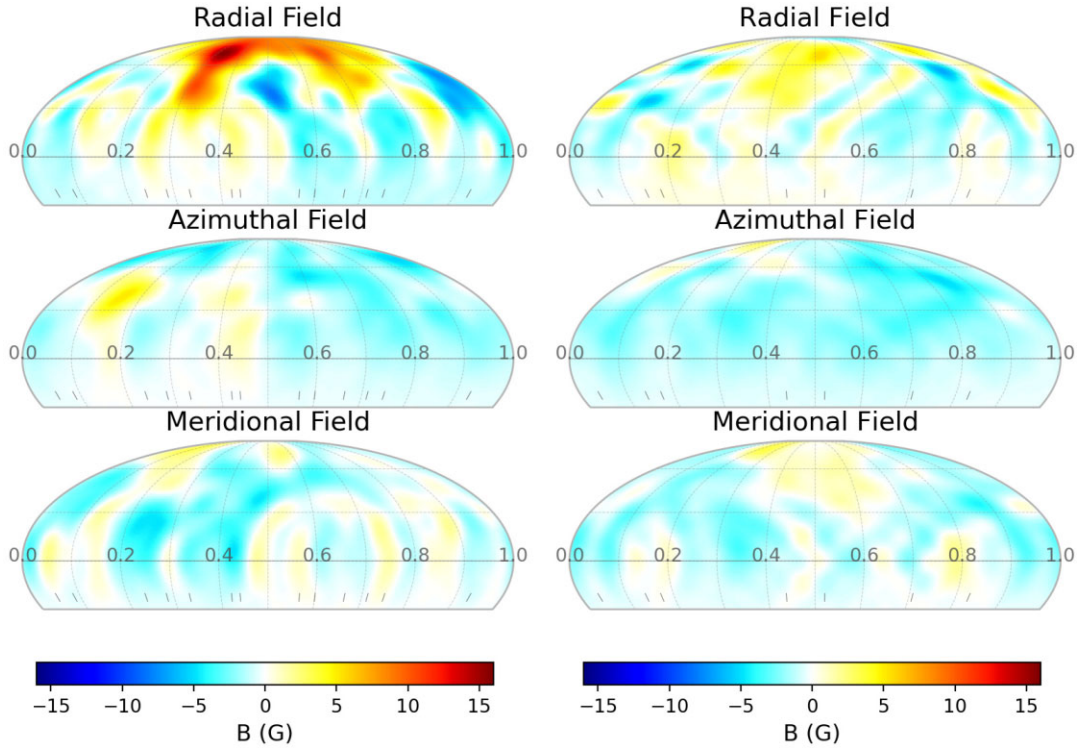 Radial Field Radial Field
0.0 0.2 0.4 0.6 0.8 1.0 0.0 0.2 0.4 0.6 0.8 1.0
Azimuthal Field Azimuthal Field
0.0 0.2 0.4 0.6 0.8 1.0 0.0 0.2 0.4 0.6 0.8 1.0
Meridional Field Meridional Field
0.0 0.2 0.4 0.6 0.8 1.0 0.0 0.2 0.4 0.6 0.8 1.0
−15 −10 −5 0 5 10 15 −15 −10 −5 0 5 10 15
B (G) B (G)